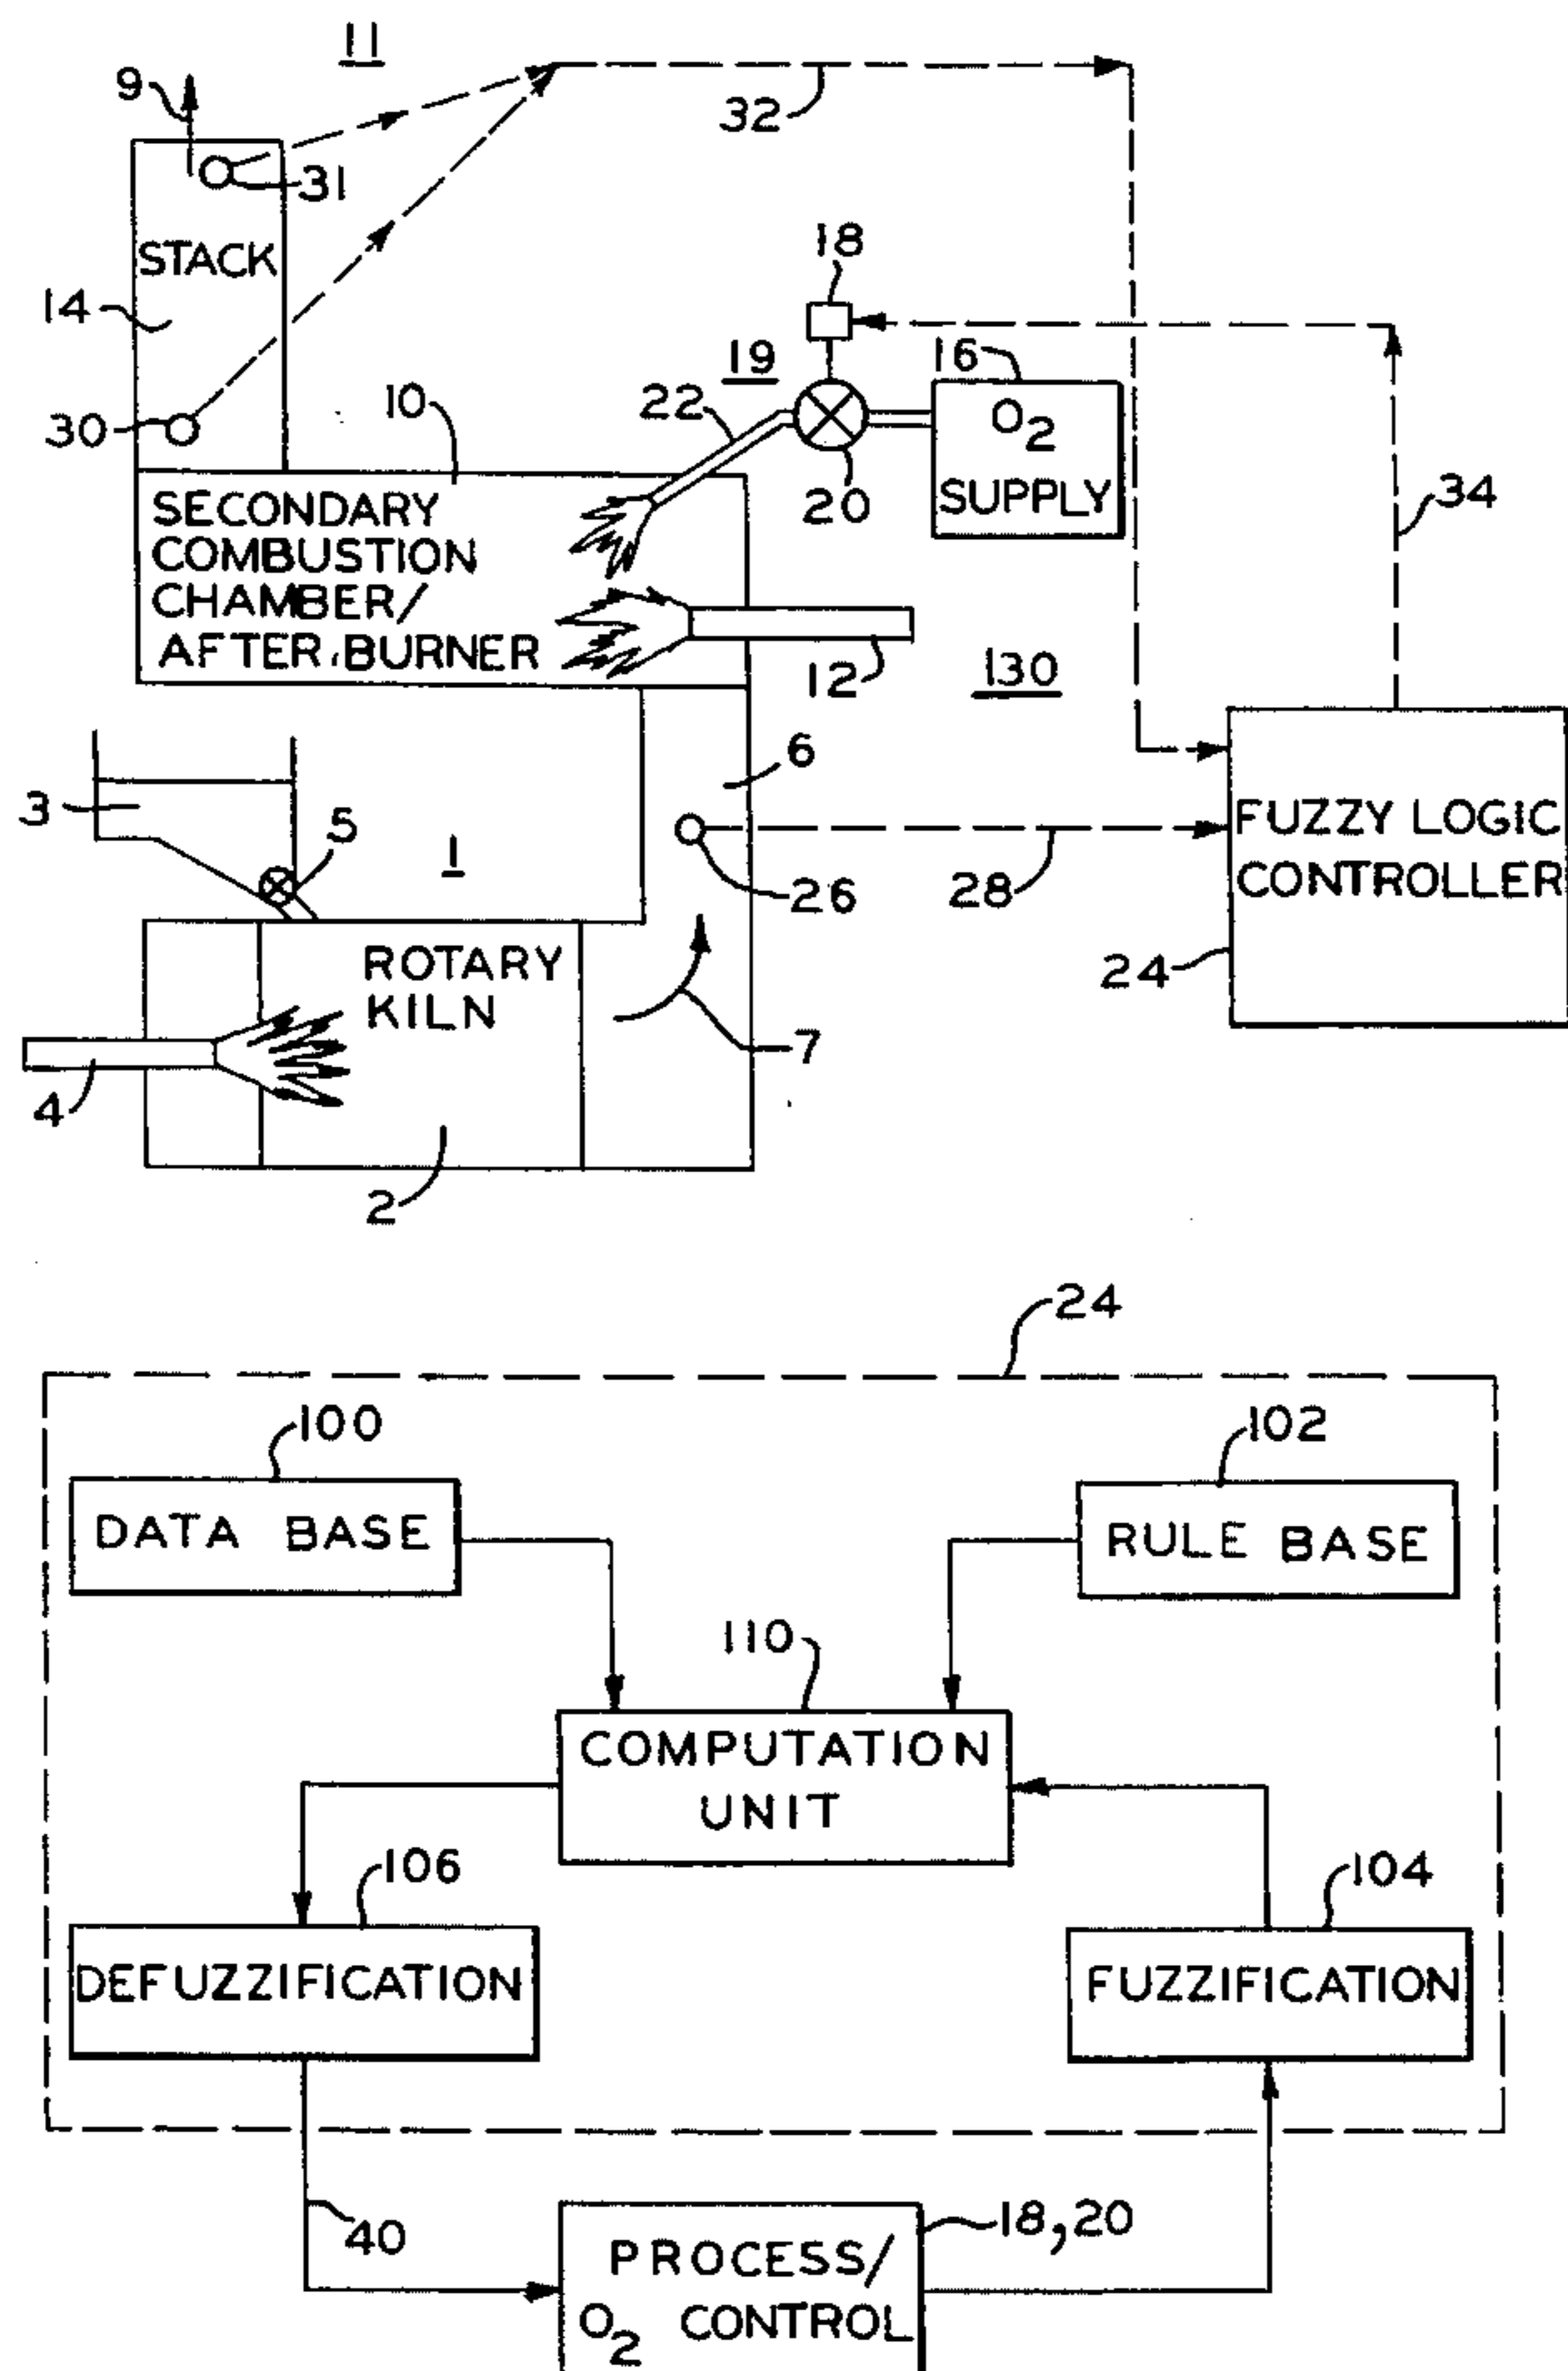 11
9
32
31
STACK
18
14
19
16
10
22
O2
30
20
SUPPLY
34
SECONDARY
COMBUSTION
CHAMBER/
AFTER BURNER
12
130
6
3
5
1
FUZZY LOGIC
CONTROLLER
26
28
24
ROTARY
KILN
7
4
2
24
100
102
DATA BASE
RULE BASE
110
COMPUTATION
UNIT
106
104
DEFUZZIFICATION
FUZZIFICATION
40
18,20
PROCESS/
O2 CONTROL